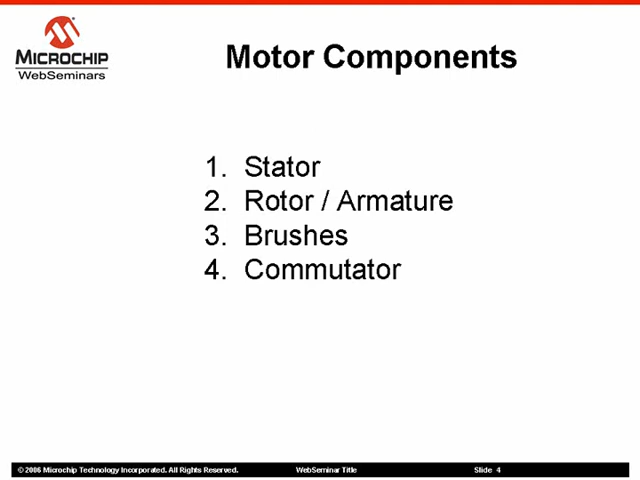 MICROCHIP
WebSeminars
Motor Components
1. Stator
2. Rotor / Armature
3. Brushes
4. Commutator
© 2006 Microchip Technology Incorporated. All Rights Reserved. WebSeminar Title Slide 4